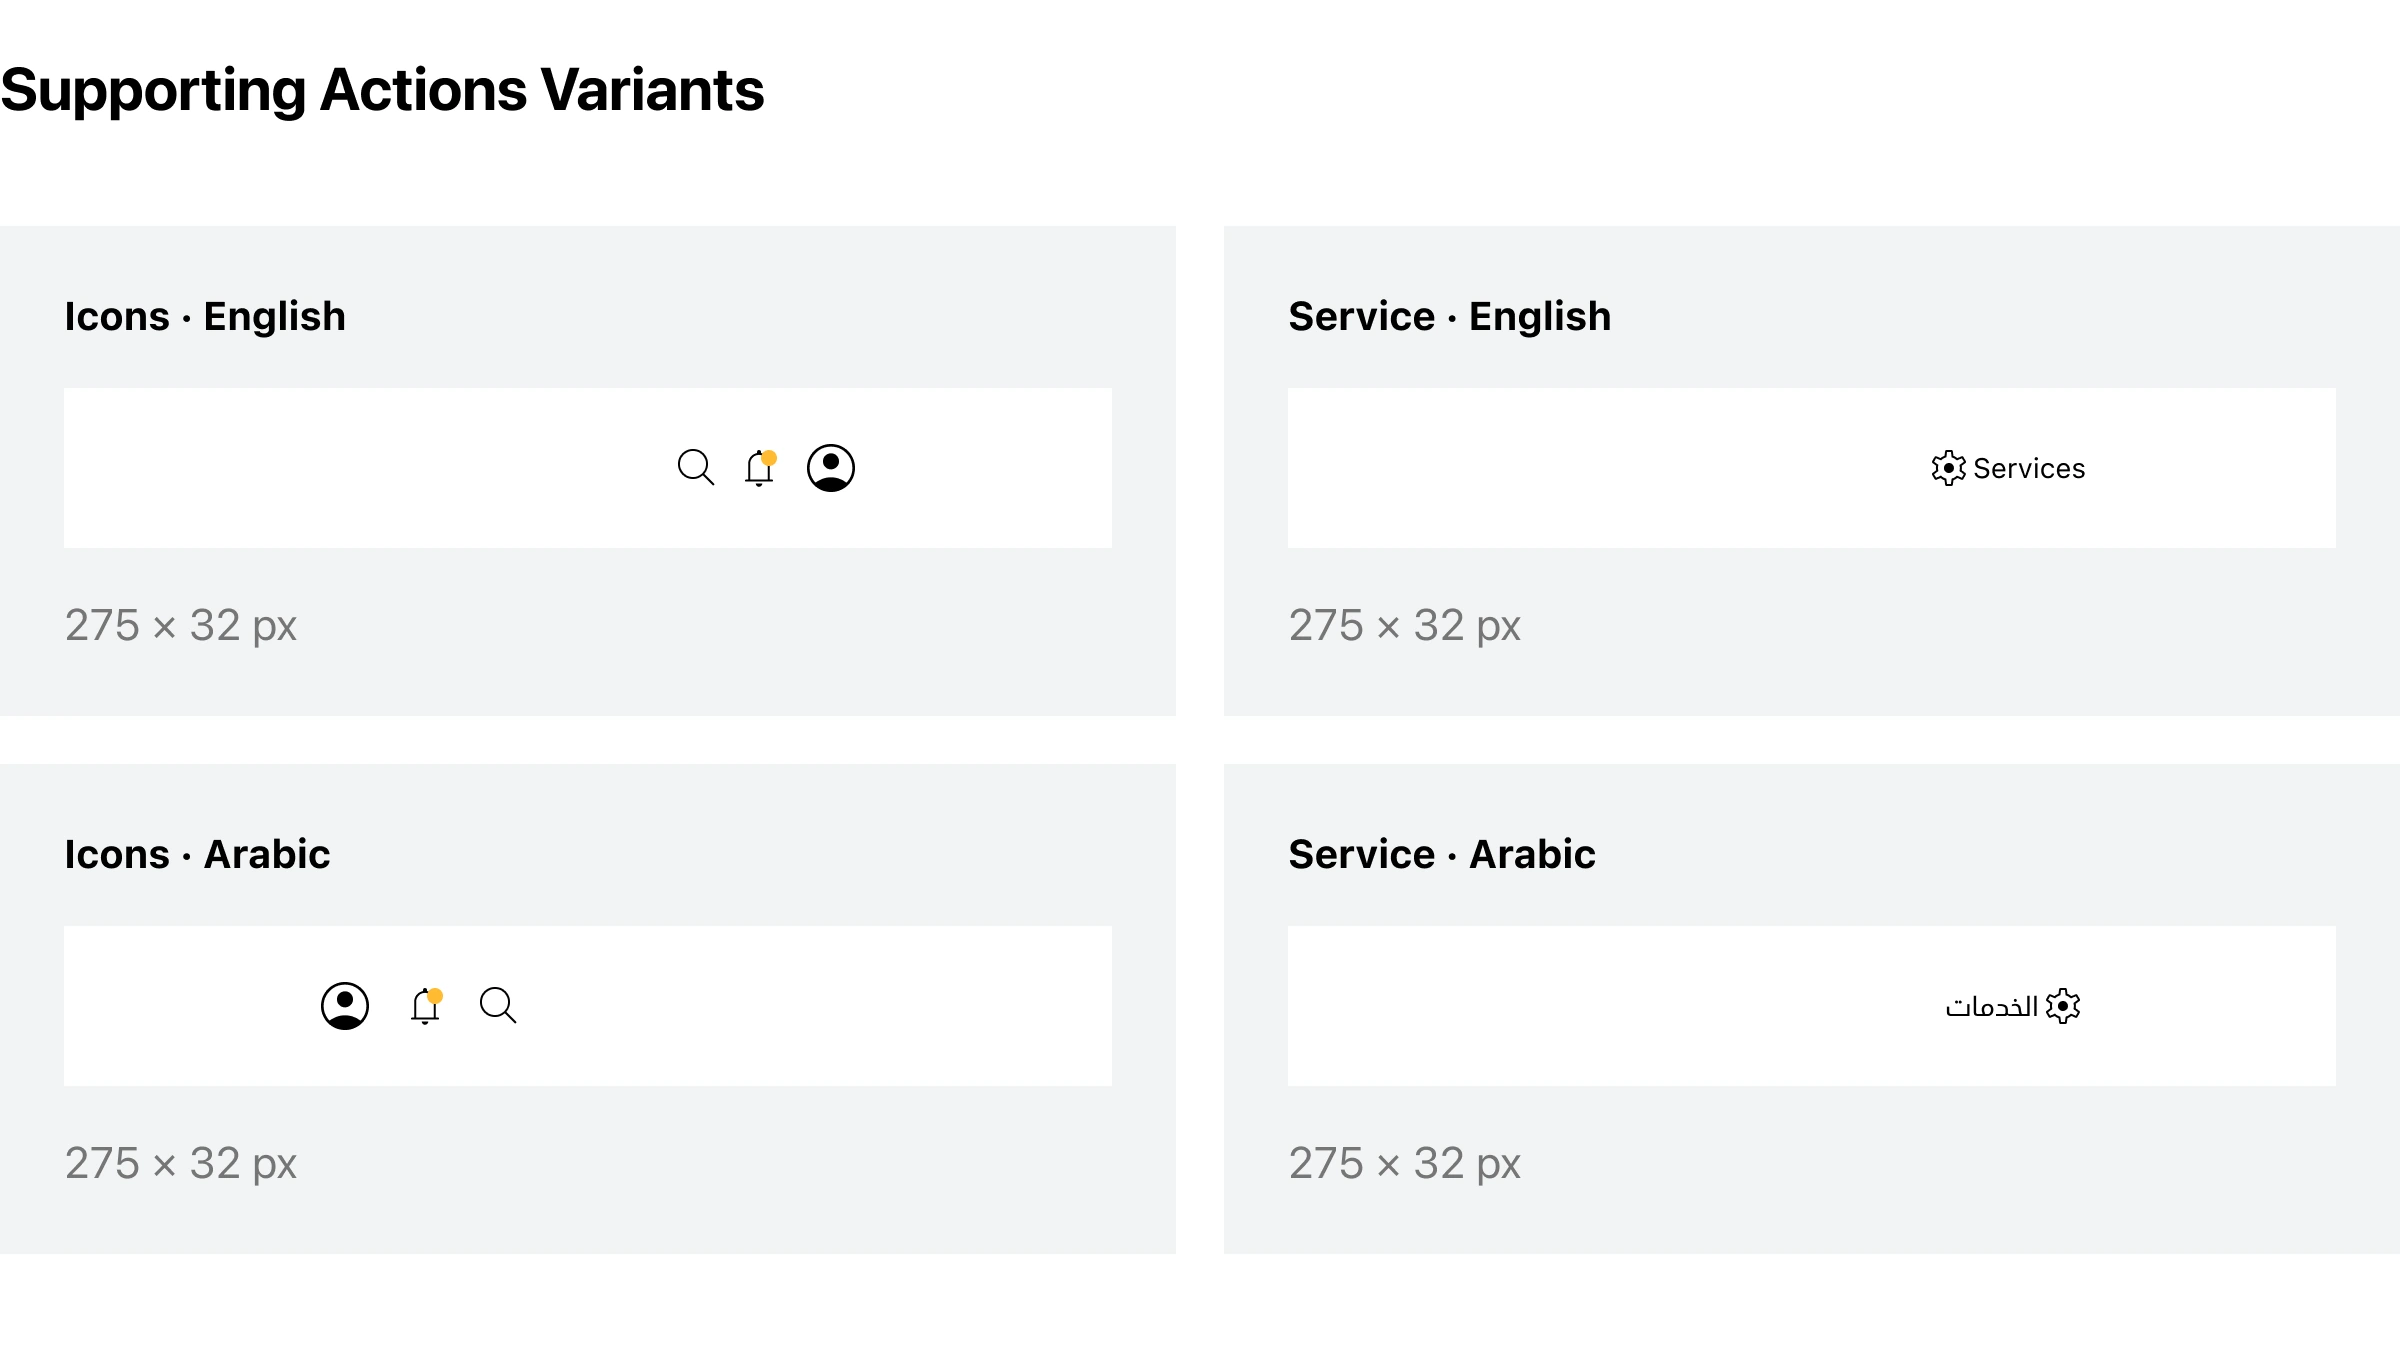 Supporting Actions Variants
Icons · English
275 × 32 px
Service · English
Services
275 × 32 px
Icons · Arabic
275 × 32 px
Service · Arabic
الخدمات
275 × 32 px